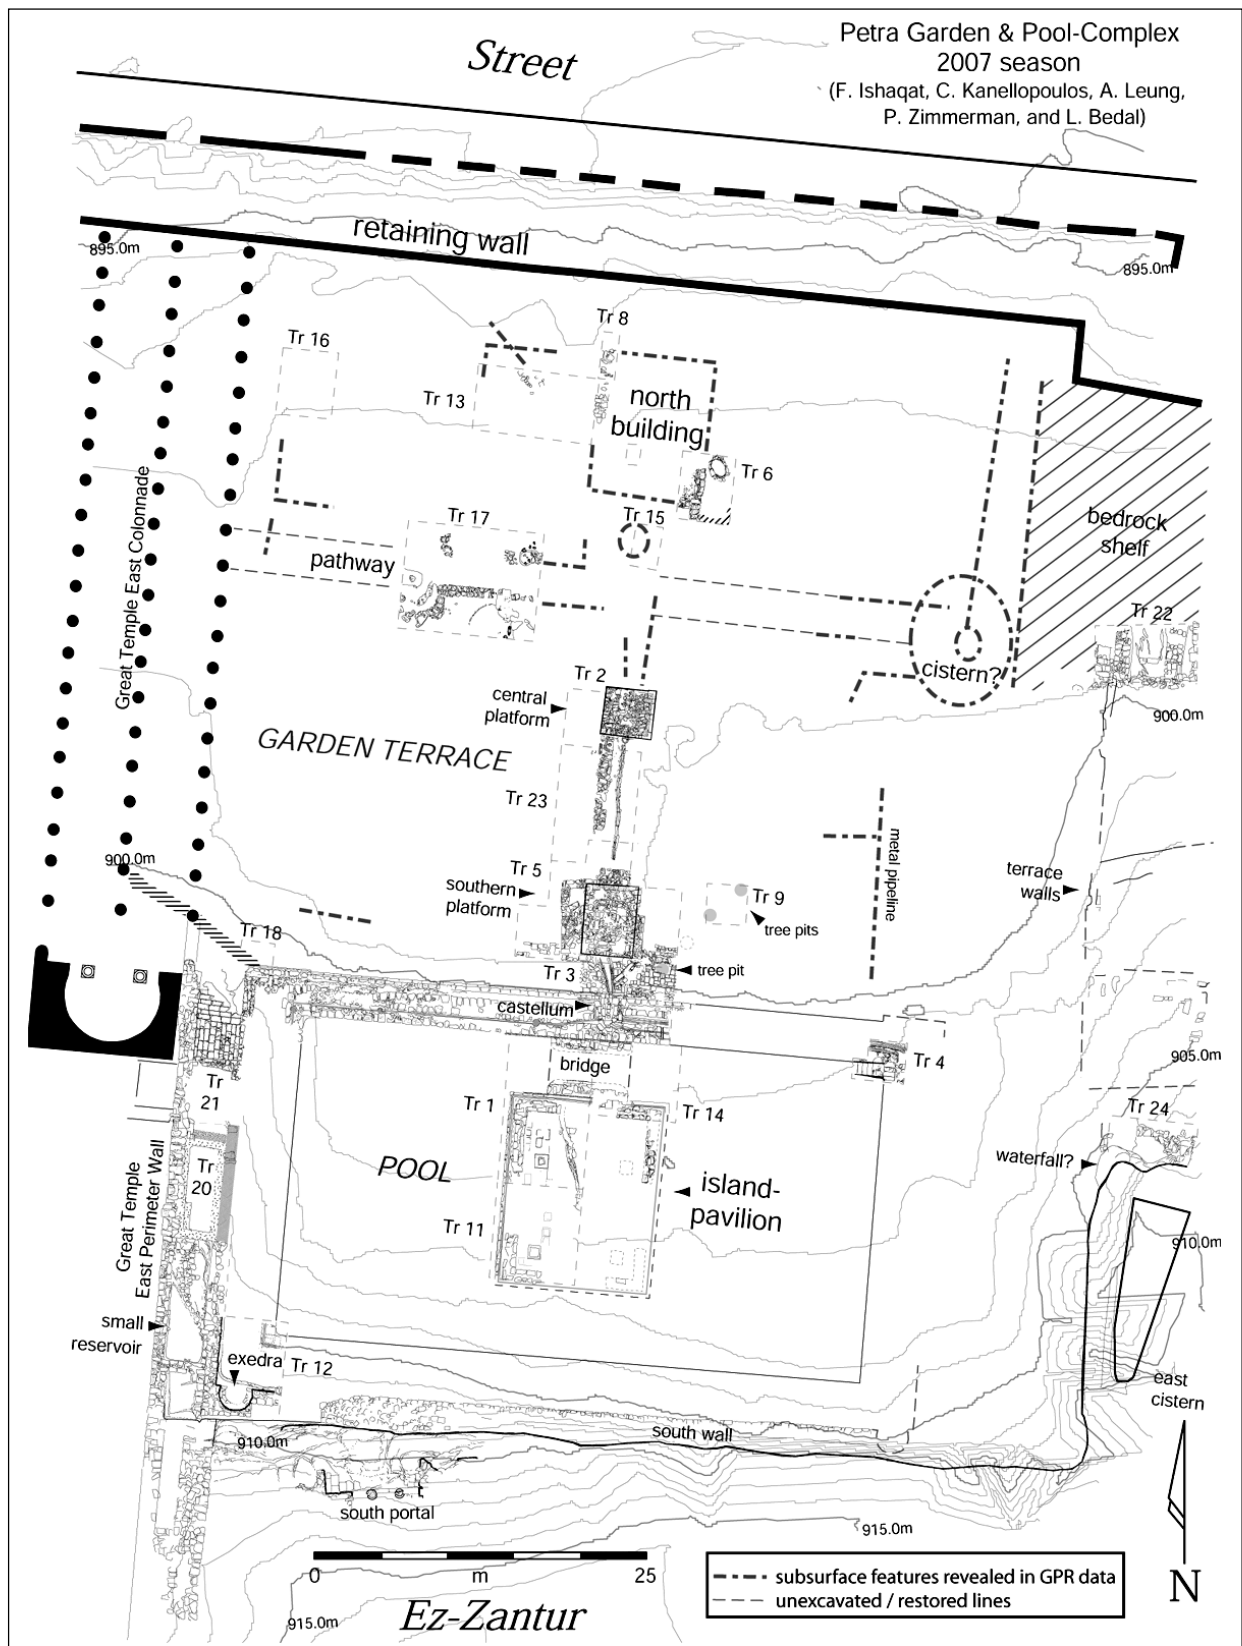 Petra Garden & Pool-Complex
2007 season
(F. Ishaqat, C. Kanellopoulos, A. Leung,
P. Zimmerman, and L. Bedal)
Street
retaining wall
895.0m
895.0m
Tr 8
Tr 16
Tr 13
north
building
Tr 6
Great Temple East Colonnade
Tr 17
Tr 15
pathway
bedrock
shelf
Tr 22
cistern?
Tr 2
central
platform
900.0m
GARDEN TERRACE
Tr 23
metal pipeline
900.0m
Tr 5
southern
platform
Tr 9
tree pits
terrace
walls
Tr 18
Tr 3
tree pit
castellum
bridge
Tr 4
905.0m
Tr
21
Tr 1
Tr 14
Tr 24
waterfall?
Tr
20
POOL
island-
pavilion
Tr 11
Great Temple
East Perimeter Wall
910.0m
small
reservoir
exedra
Tr 12
east
cistern
south wall
910.0m
south portal
915.0m
0
m
25
N
subsurface features revealed in GPR data
unexcavated / restored lines
Ez-Zantur
915.0m